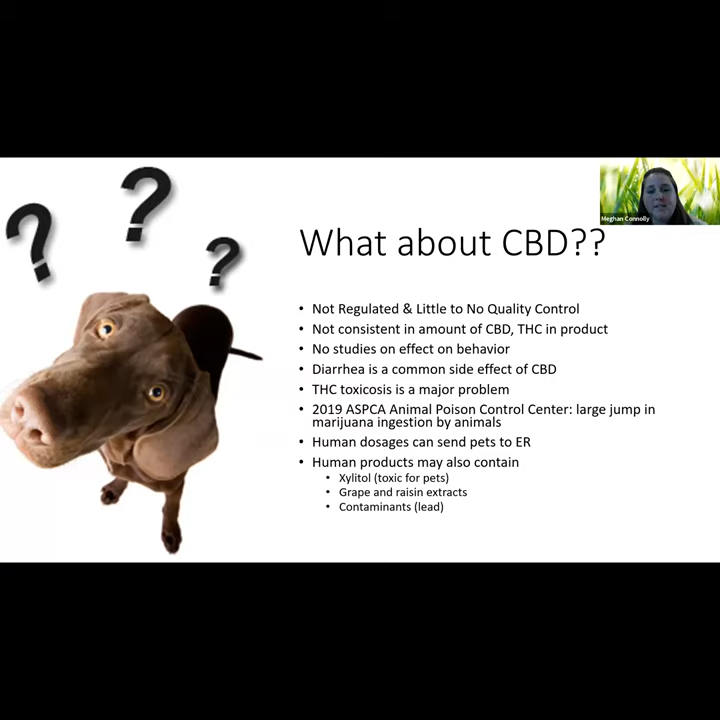 ? ? ?
Meghan Connolly
What about CBD??
• Not Regulated & Little to No Quality Control
• Not consistent in amount of CBD, THC in product
• No studies on effect on behavior
• Diarrhea is a common side effect of CBD
• THC toxicosis is a major problem
• 2019 ASPCA Animal Poison Control Center: large jump in
marijuana ingestion by animals
• Human dosages can send pets to ER
• Human products may also contain
• Xylitol (toxic for pets)
• Grape and raisin extracts
• Contaminants (lead)